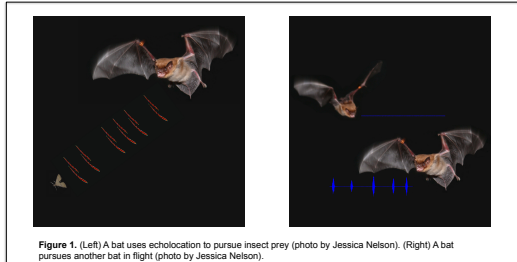 Figure 1. (Left) A bat uses echolocation to pursue insect prey (photo by Jessica Nelson). (Right) A bat
pursues another bat in flight (photo by Jessica Nelson).